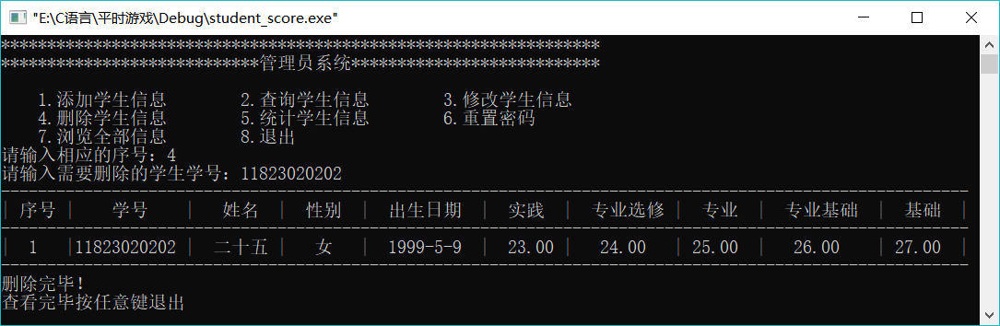 "E:\C语言\平时游戏\Debug\student_score.exe"
*****************************************************************
****************************管理员系统***************************
1.添加学生信息 2.查询学生信息 3.修改学生信息
4.删除学生信息 5.统计学生信息 6.重置密码
7.浏览全部信息 8.退出
请输入相应的序号：4
请输入需要删除的学生学号：11823020202
| 序号 | 学号 | 姓名 | 性别 | 出生日期 | 实践 | 专业选修 | 专业 | 专业基础 | 基础 |
| 1 |11823020202 | 二十五 | 女 | 1999-5-9 | 23.00 | 24.00 | 25.00 | 26.00 | 27.00 |
删除完毕！
查看完毕按任意键退出